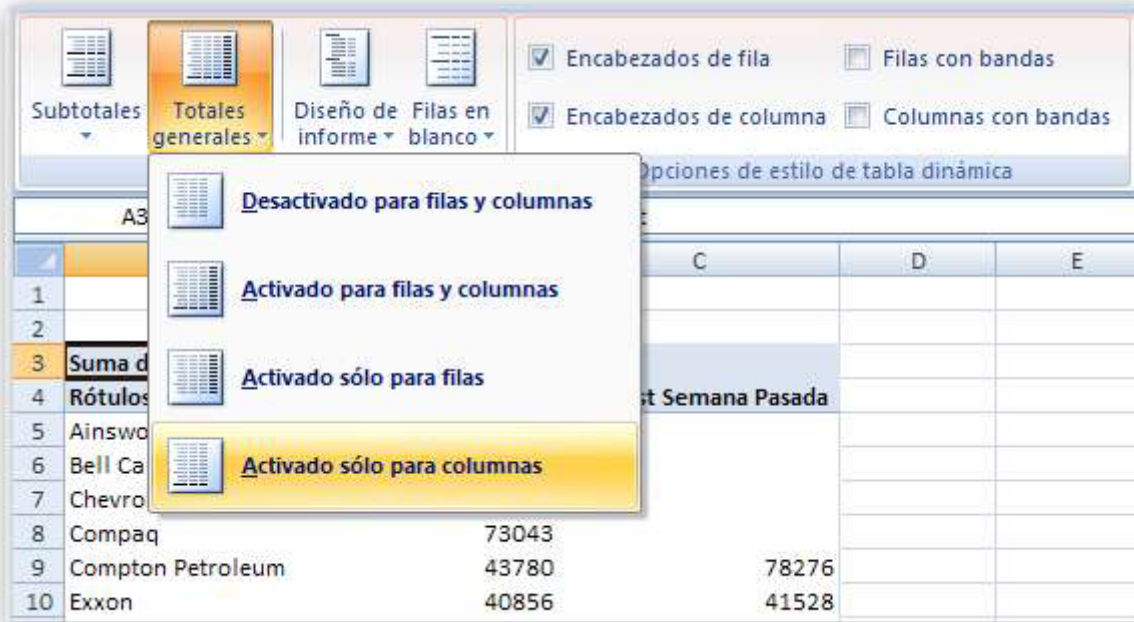 Subtotales
Totales generales
Diseño de informe
Filas en blanco
Encabezados de fila
Filas con bandas
Encabezados de columna
Columnas con bandas
Opciones de estilo de tabla dinámica
Desactivado para filas y columnas
Activado para filas y columnas
Activado sólo para filas
Activado sólo para columnas
A3
C D E
1
2
3 Suma d
4 Rótulos st Semana Pasada
5 Ainswo
6 Bell Ca
7 Chevro
8 Compaq 73043
9 Compton Petroleum 43780 78276
10 Exxon 40856 41528